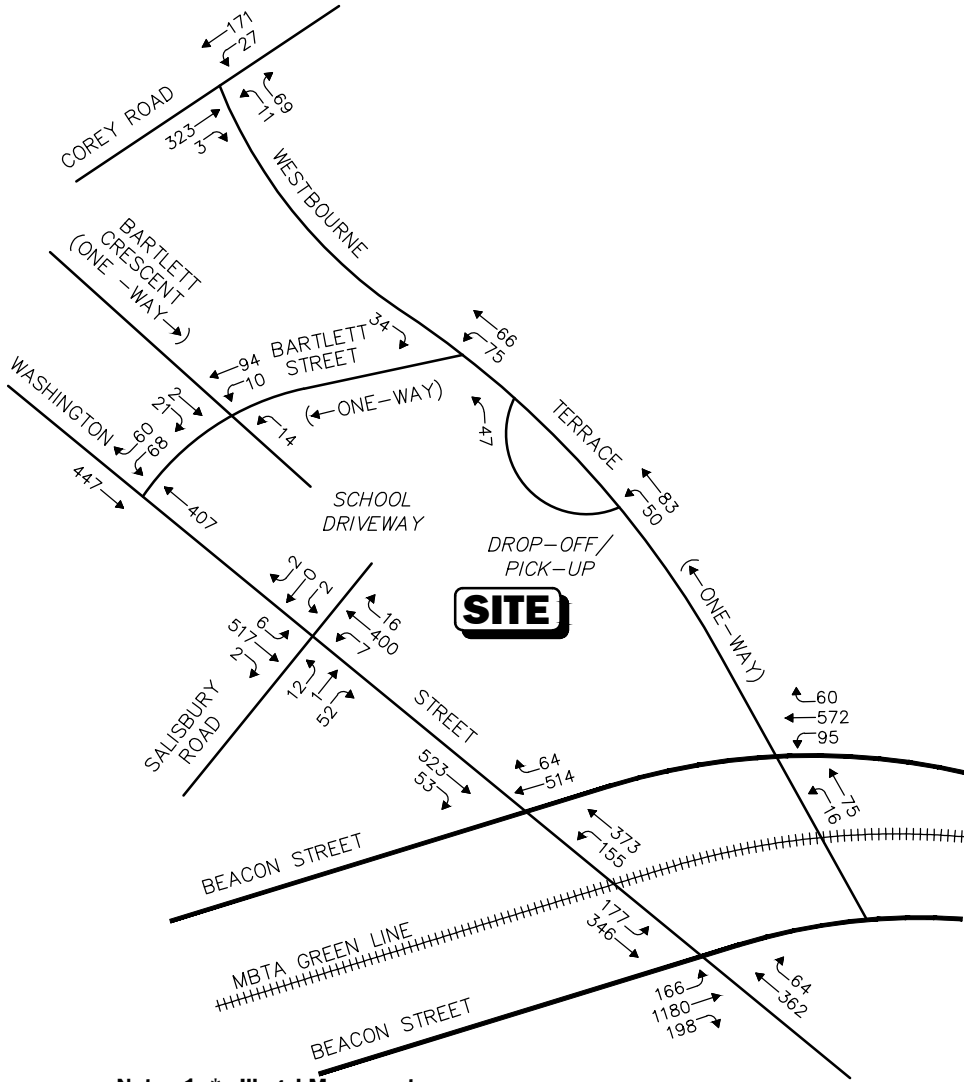 171
27
69
11
323
3
COREY ROAD
WESTBOURNE
BARTLETT
CRESCENT
(ONE -WAY→)
34
66
75
94
10
BARTLETT
STREET
(← ONE-WAY)
WASHINGTON
2
21
60
68
14
447
407
47
TERRACE
83
50
SCHOOL
DRIVEWAY
DROP-OFF/
PICK-UP
SITE
(←ONE-WAY)
2
0
2
16
400
7
6
517
2
12
1
52
SALISBURY
ROAD
STREET
60
572
95
64
514
523
53
75
16
373
155
BEACON STREET
177
346
MBTA GREEN LINE
64
362
166
1180
198
BEACON STREET